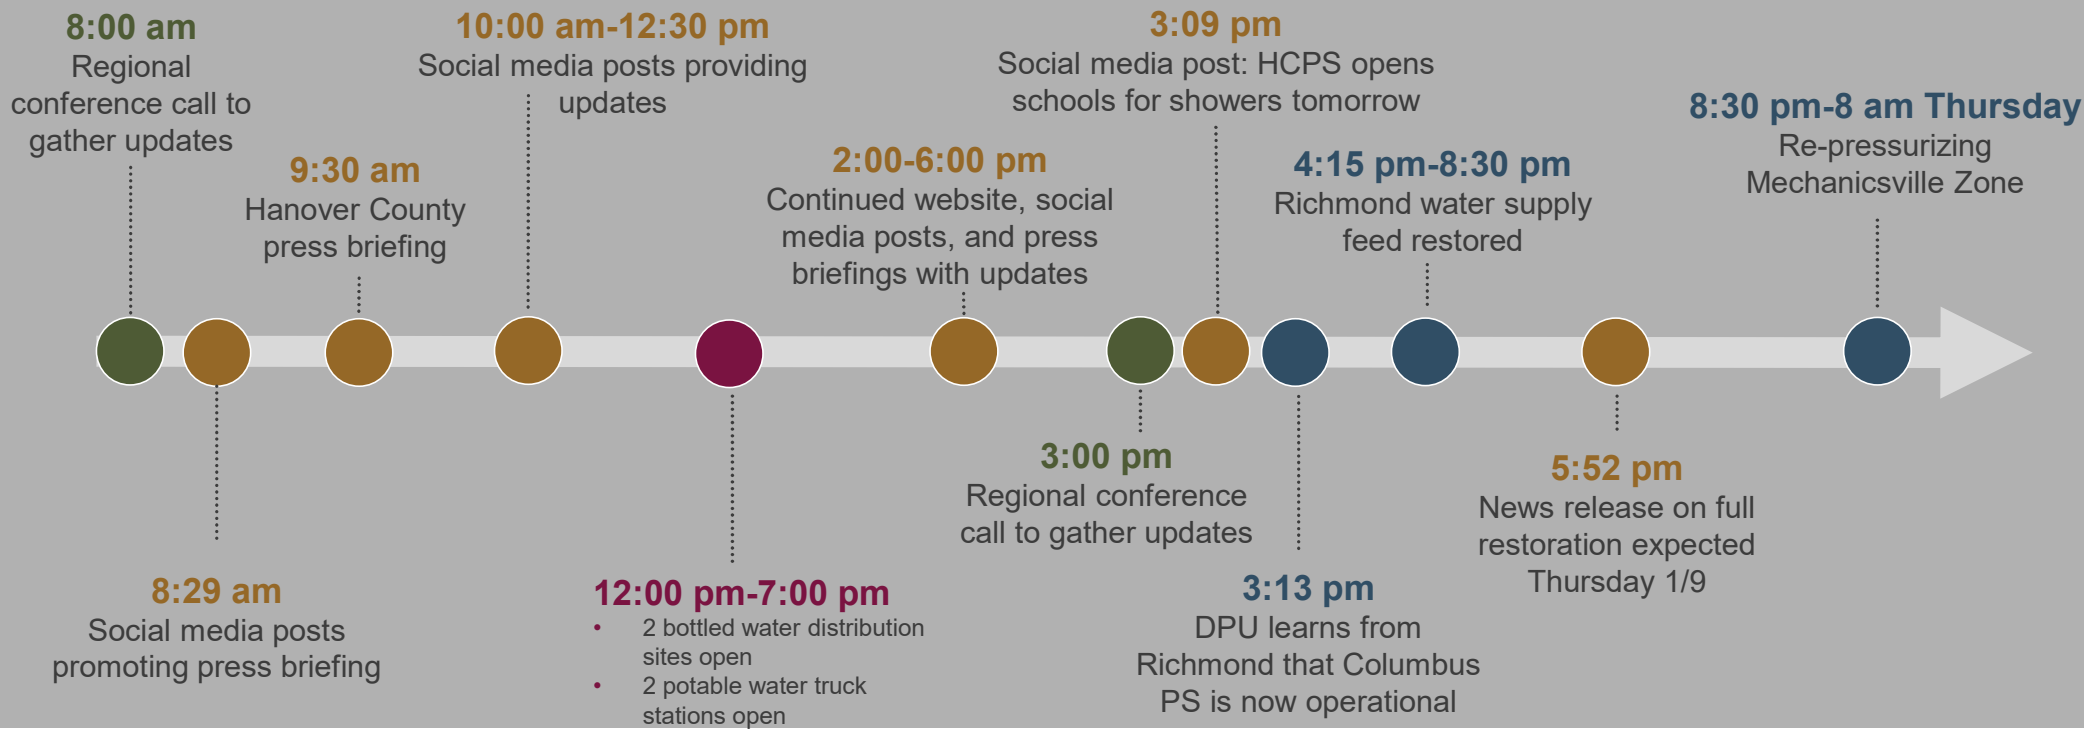 8:00 am
Regional
conference call to
gather updates
8:29 am
Social media posts
promoting press briefing
9:30 am
Hanover County
press briefing
10:00 am-12:30 pm
Social media posts providing
updates
12:00 pm-7:00 pm
• 2 bottled water distribution
sites open
• 2 potable water truck
stations open
2:00-6:00 pm
Continued website, social
media posts, and press
briefings with updates
3:00 pm
Regional conference
call to gather updates
3:09 pm
Social media post: HCPS opens
schools for showers tomorrow
3:13 pm
DPU learns from
Richmond that Columbus
PS is now operational
4:15 pm-8:30 pm
Richmond water supply
feed restored
5:52 pm
News release on full
restoration expected
Thursday 1/9
8:30 pm-8 am Thursday
Re-pressurizing
Mechanicsville Zone